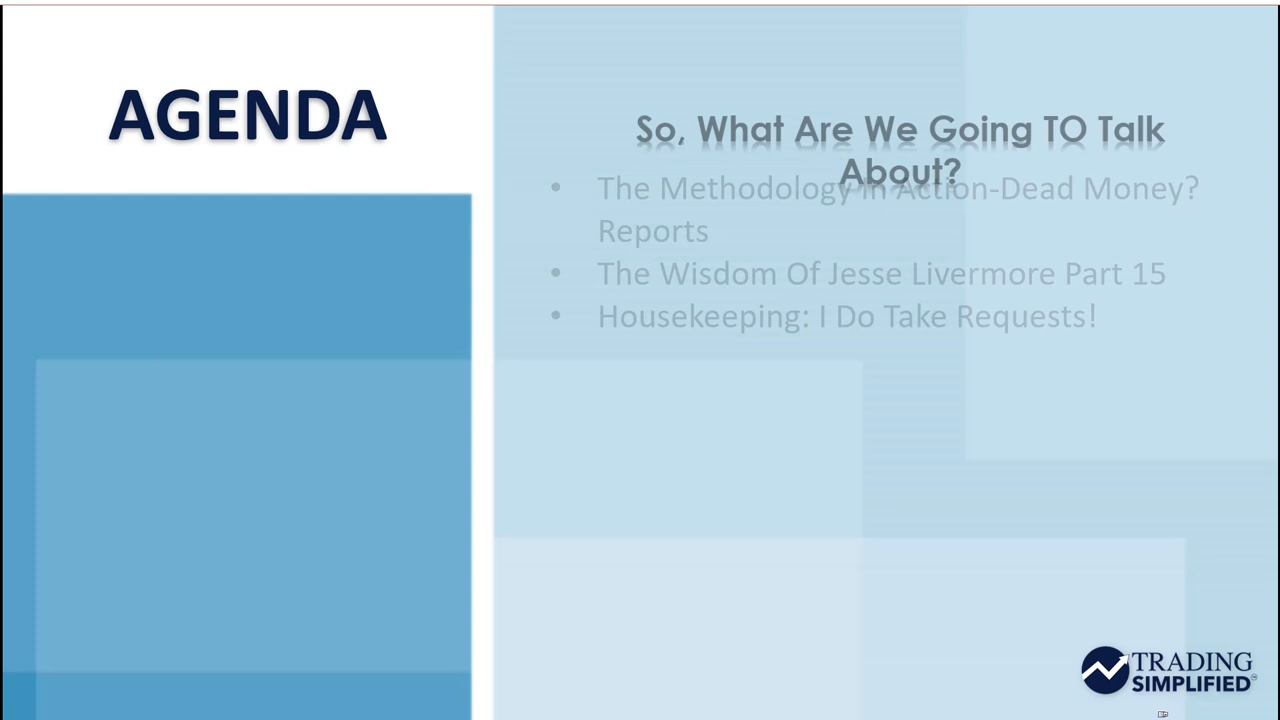 AGENDA
So, What Are We Going TO Talk
About?
• The Methodology In Action-Dead Money?
Reports
• The Wisdom Of Jesse Livermore Part 15
• Housekeeping: I Do Take Requests!
TRADING
SIMPLIFIED